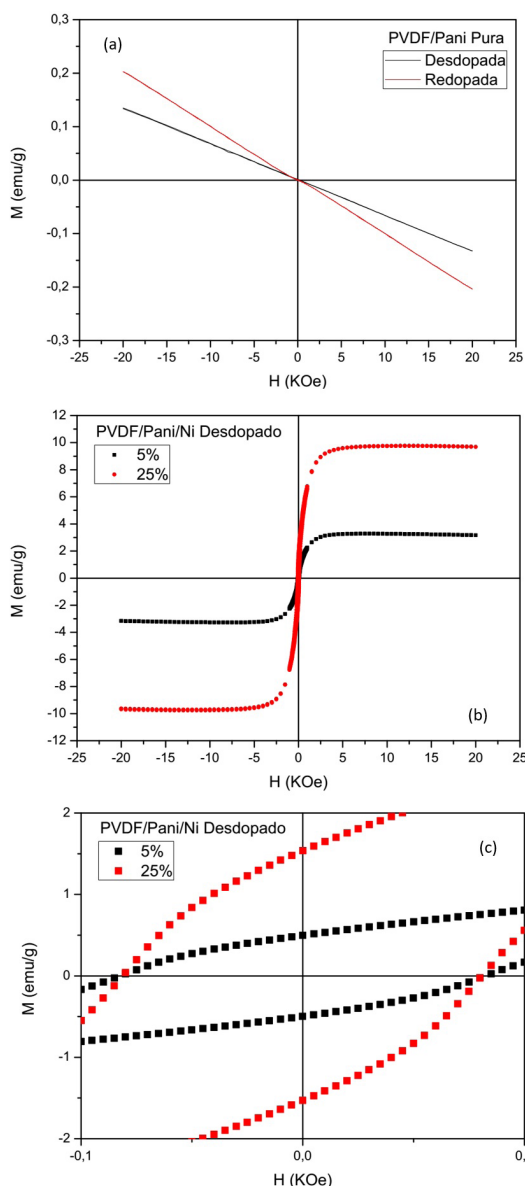 (a)
PVDF/Pani Pura
Desdopada
Redopada
0,3
0,2
0,1
0,0
-0,1
-0,2
-0,3
M (emu/g)
-25 -20 -15 -10 -5 0 5 10 15 20 25
H (KOe)
PVDF/Pani/Ni Desdopado
5%
25%
12
10
8
6
4
2
0
-2
-4
-6
-8
-10
-12
M (emu/g)
(b)
-25 -20 -15 -10 -5 0 5 10 15 20 25
H (KOe)
PVDF/Pani/Ni Desdopado
5%
25%
(c)
2
1
0
-1
-2
M (emu/g)
-0,1 0,0 0,
H (KOe)